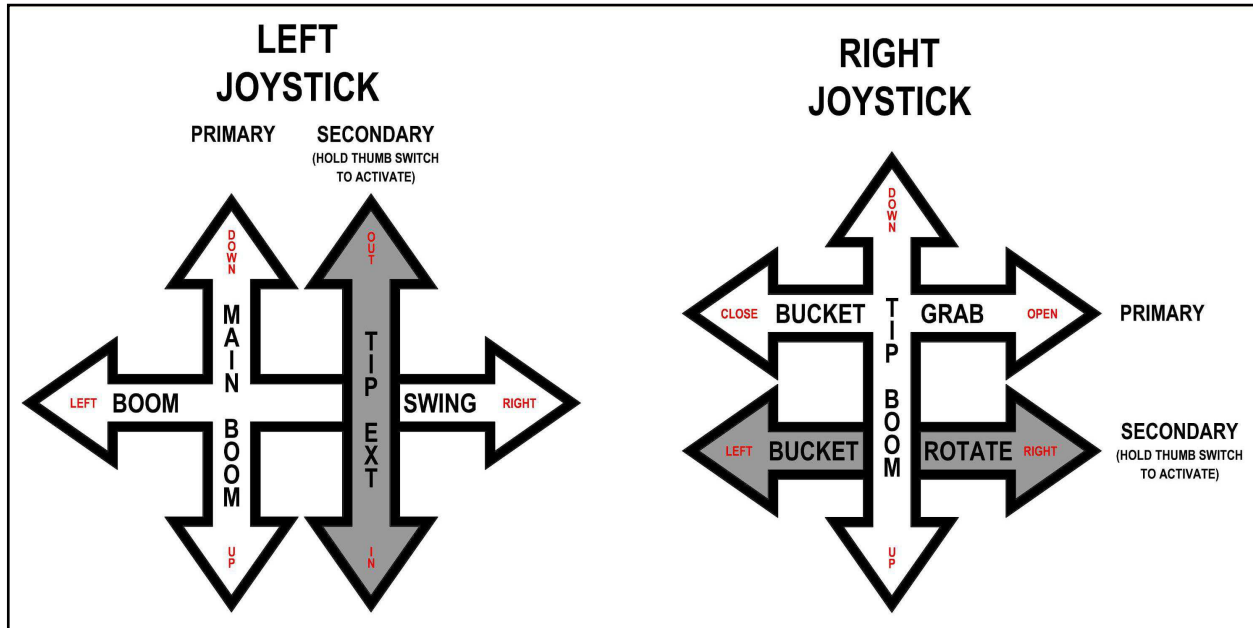 LEFT
JOYSTICK
PRIMARY
SECONDARY
(HOLD THUMB SWITCH
TO ACTIVATE)
DOWN
MAIN BOOM
UP
OUT
TIP EXT
IN
LEFT BOOM SWING RIGHT
RIGHT
JOYSTICK
DOWN
TIP BOOM
UP
CLOSE BUCKET GRAB OPEN
PRIMARY
LEFT BUCKET ROTATE RIGHT
SECONDARY
(HOLD THUMB SWITCH
TO ACTIVATE)